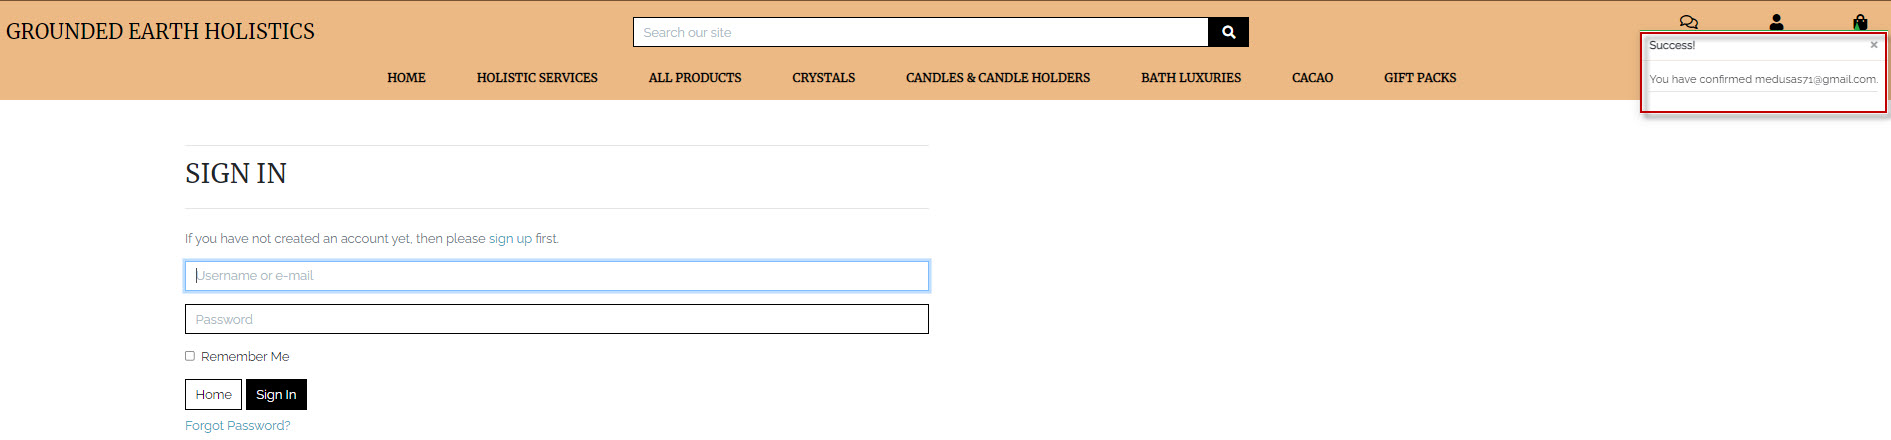 GROUNDED EARTH HOLISTICS
Search our site
Success!
×
You have confirmed medusas71@gmail.com.
HOME HOLISTIC SERVICES ALL PRODUCTS CRYSTALS CANDLES & CANDLE HOLDERS BATH LUXURIES CACAO GIFT PACKS
SIGN IN
If you have not created an account yet, then please sign up first.
Username or e-mail
Password
Remember Me
Home Sign In
Forgot Password?